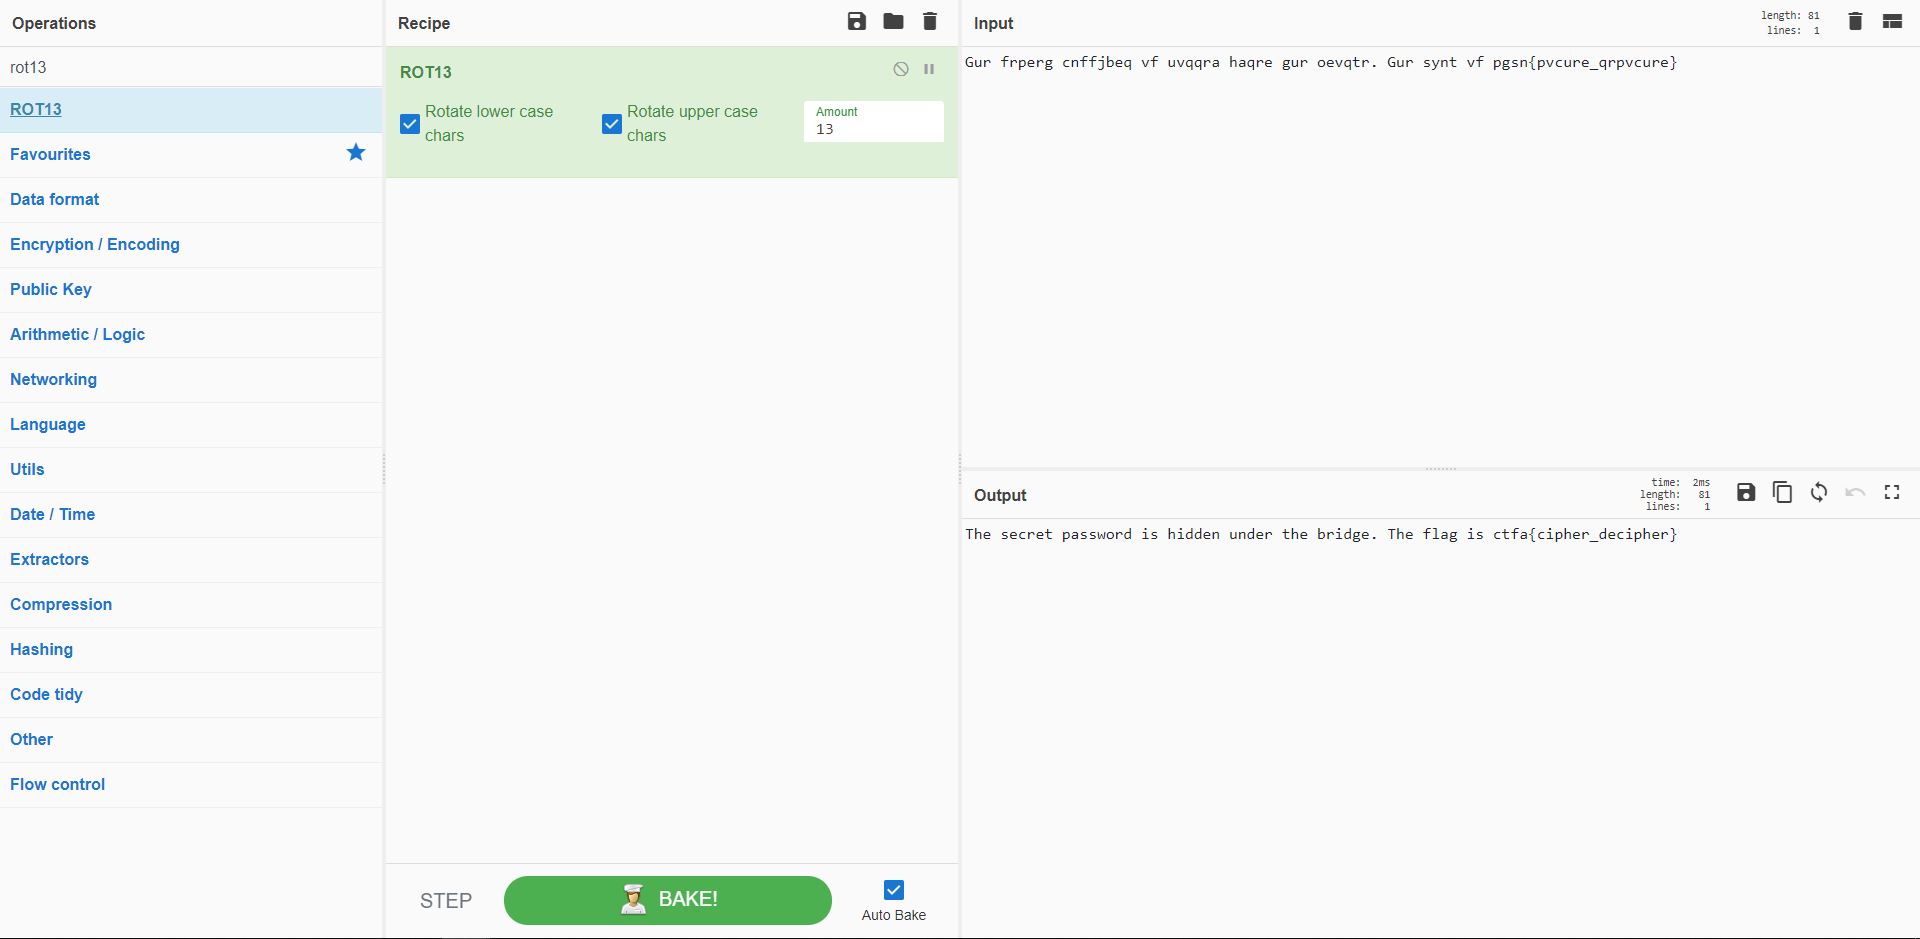 Operations
rot13
ROT13
Favourites
Data format
Encryption / Encoding
Public Key
Arithmetic / Logic
Networking
Language
Utils
Date / Time
Extractors
Compression
Hashing
Code tidy
Other
Flow control
Recipe
ROT13
Rotate lower case
chars
Rotate upper case
chars
Amount
13
STEP
BAKE!
Auto Bake
Input
length: 81
lines: 1
Gur frperg cnffjbeq vf uvqqra haqre gur oevqtr. Gur synt vf pgsn{pvcure_qrpvcure}
Output
time: 2ms
length: 81
lines: 1
The secret password is hidden under the bridge. The flag is ctfa{cipher_decipher}